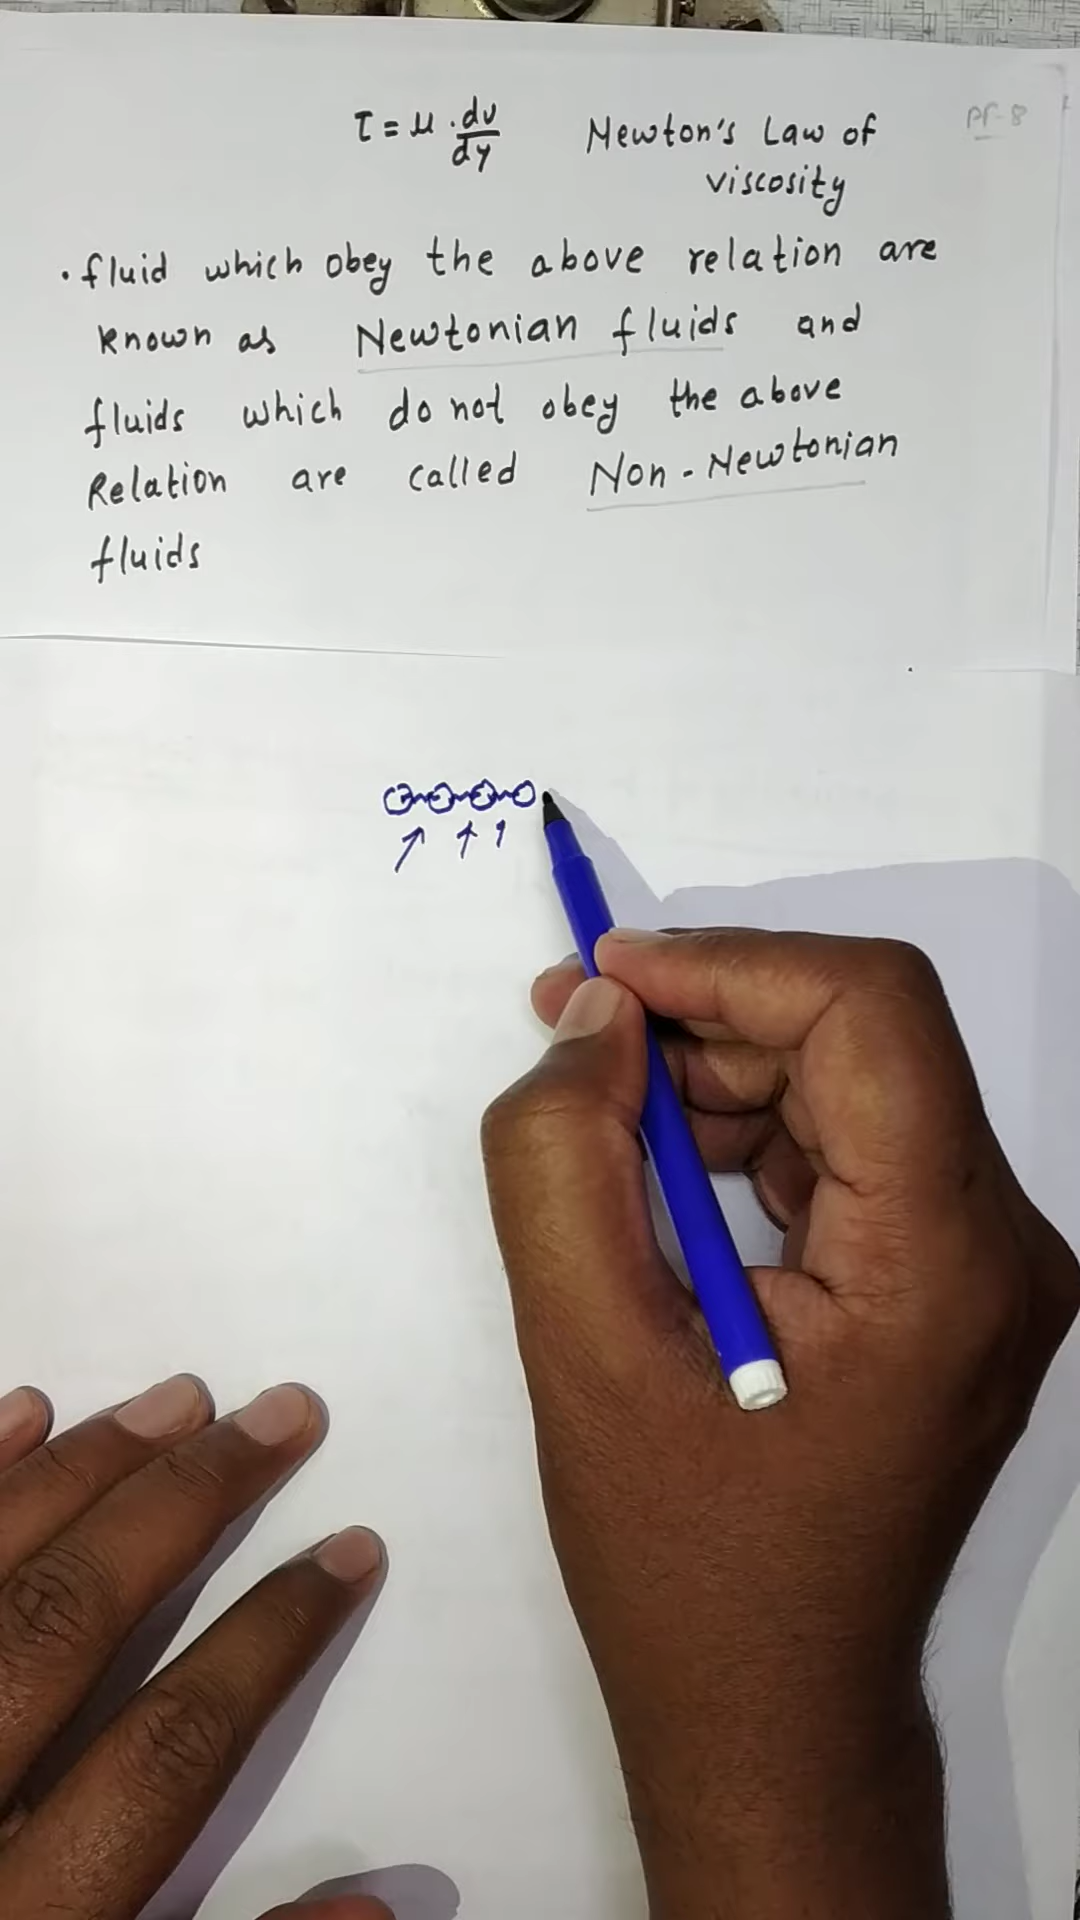 τ = μ . du/dy Newton's Law of
viscosity
PF-8
• fluid which obey the above relation are
known as Newtonian fluids and
fluids which do not obey the above
Relation are called Non-Newtonian
fluids